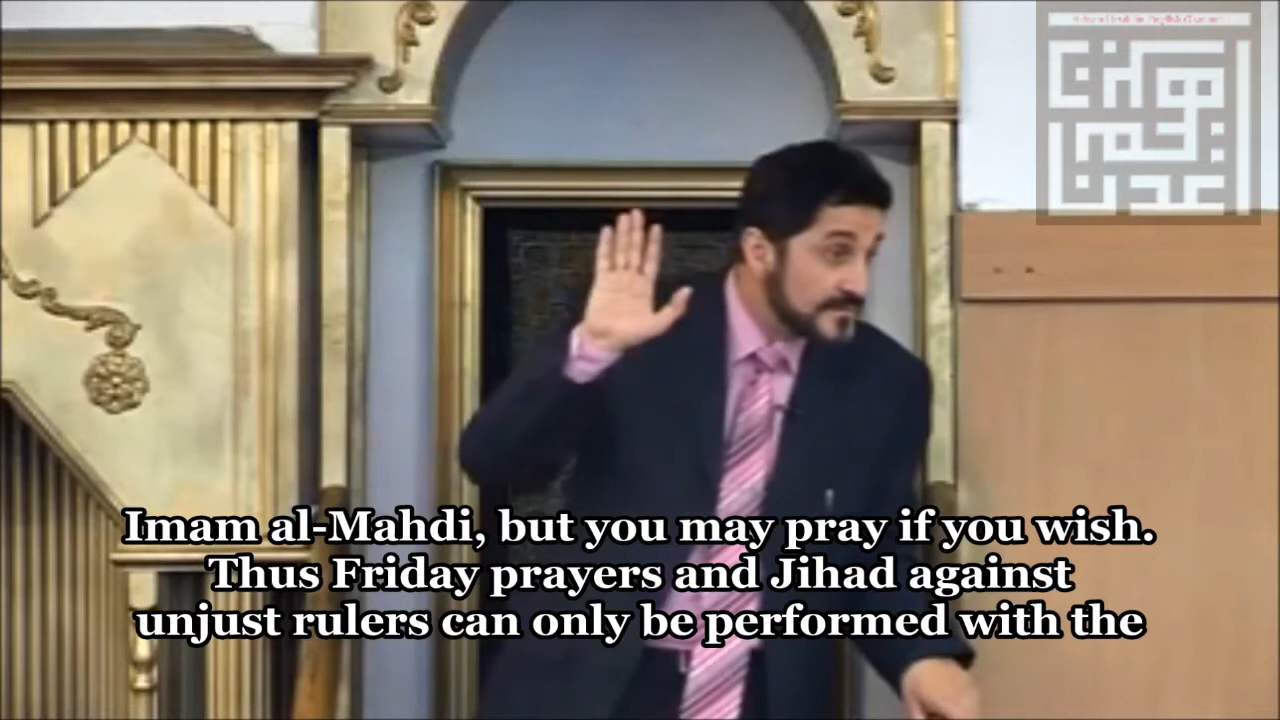 Imam al-Mahdi, but you may pray if you wish.
Thus Friday prayers and Jihad against
unjust rulers can only be performed with the